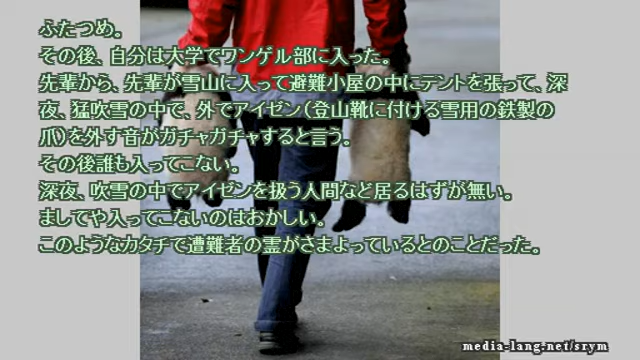 ふたつめ。
その後、自分は大学でワンゲル部に入った。
先輩から、先輩が雪山に入って避難小屋の中にテントを張って、深
夜、猛吹雪の中で、外でアイゼン（登山靴に付ける雪用の鉄製の
爪）を外す音がガチャガチャすると言う。
その後誰も入ってこない。
深夜、吹雪の中でアイゼンを扱う人間など居るはずが無い。
ましてや入ってこないのはおかしい。
このようなカタチで遭難者の霊がさまよっているとのことだった。
media-lang.net/srym